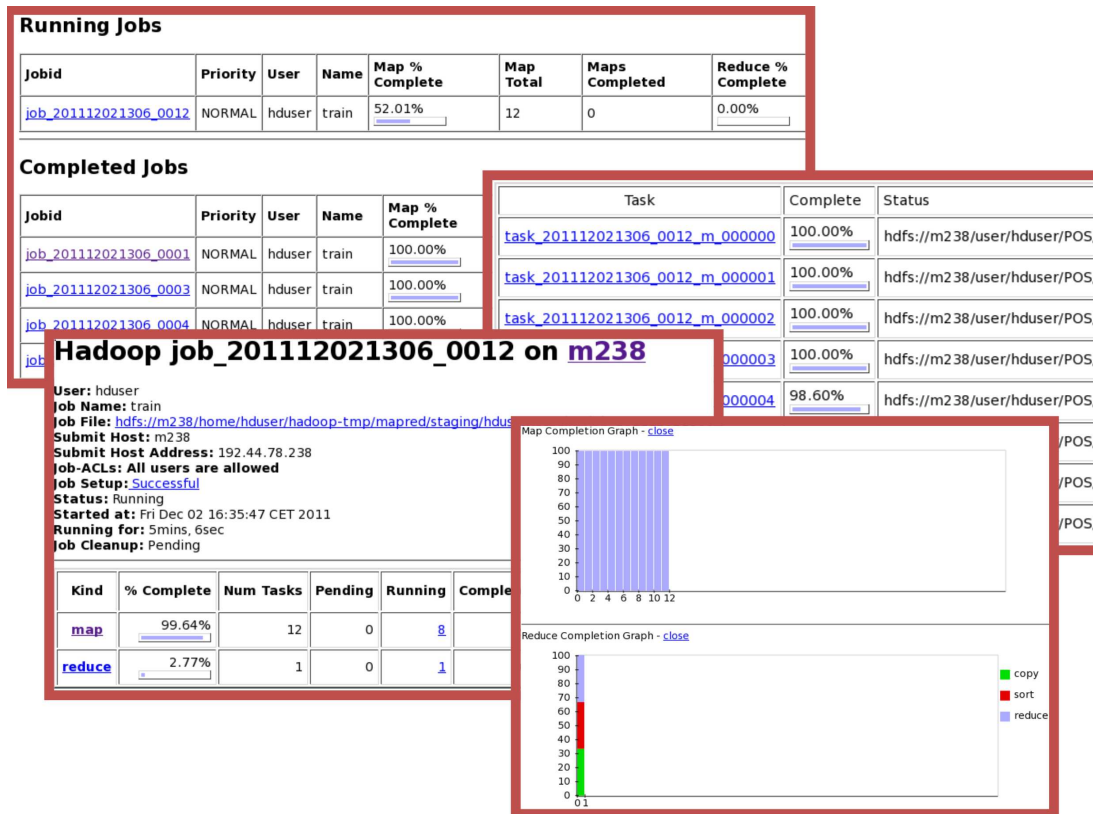 Running Jobs
Jobid Priority User Name Map % Complete Map Total Maps Completed Reduce % Complete
job_201112021306_0012 NORMAL hduser train 52.01% 12 0 0.00%
Completed Jobs
Jobid Priority User Name Map % Complete
job_201112021306_0001 NORMAL hduser train 100.00%
job_201112021306_0003 NORMAL hduser train 100.00%
job_201112021306_0004 NORMAL hduser train 100.00%
job
Task Complete Status
task_201112021306_0012_m_000000 100.00% hdfs://m238/user/hduser/POS/
task_201112021306_0012_m_000001 100.00% hdfs://m238/user/hduser/POS/
task_201112021306_0012_m_000002 100.00% hdfs://m238/user/hduser/POS/
000003 100.00% hdfs://m238/user/hduser/POS/
000004 98.60% hdfs://m238/user/hduser/POS/
/POS/
/POS/
/POS/
Hadoop job_201112021306_0012 on m238
User: hduser
Job Name: train
Job File: hdfs://m238/home/hduser/hadoop-tmp/mapred/staging/hdus
Submit Host: m238
Submit Host Address: 192.44.78.238
Job-ACLs: All users are allowed
Job Setup: Successful
Status: Running
Started at: Fri Dec 02 16:35:47 CET 2011
Running for: 5mins, 6sec
Job Cleanup: Pending
Kind % Complete Num Tasks Pending Running Comple
map 99.64% 12 0 8
reduce 2.77% 1 0 1
Map Completion Graph - close
100
90
80
70
60
50
40
30
20
10
0
0 2 4 6 8 10 12
Reduce Completion Graph - close
100
90
80
70
60
50
40
30
20
10
0
0 1
copy
sort
reduce